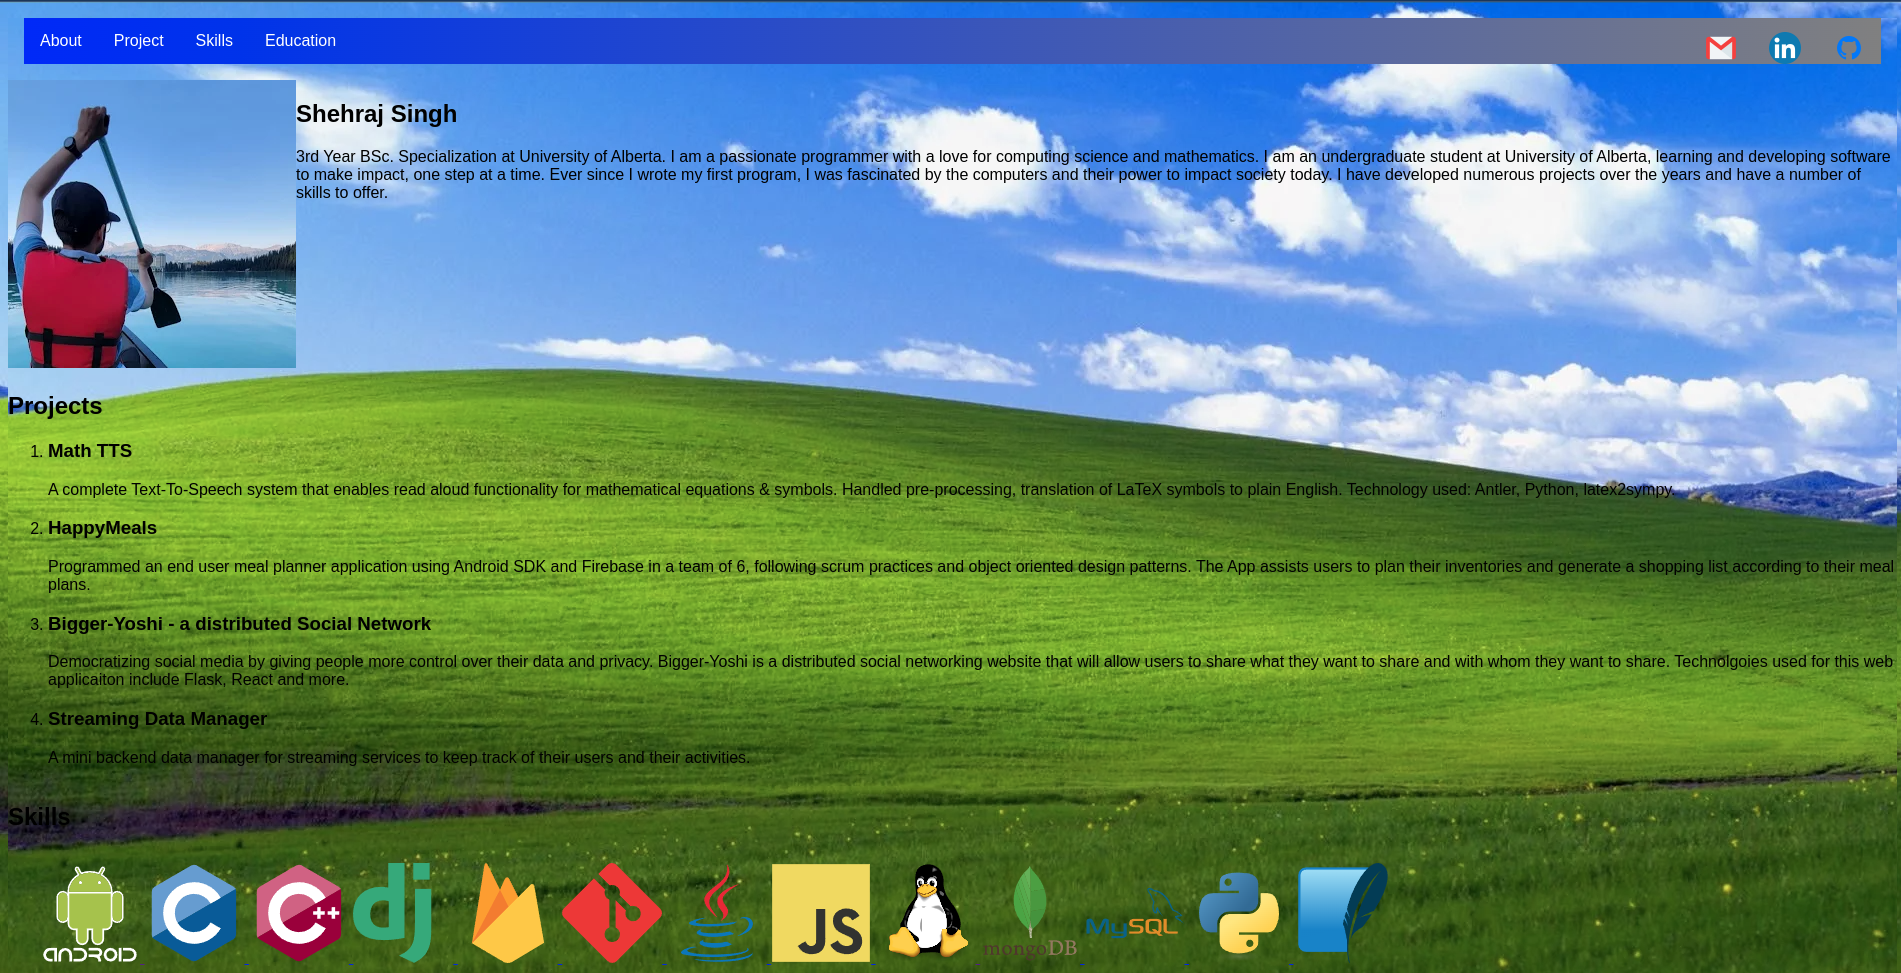 About Project Skills Education
Shehraj Singh
3rd Year BSc. Specialization at University of Alberta. I am a passionate programmer with a love for computing science and mathematics. I am an undergraduate student at University of Alberta, learning and developing software
to make impact, one step at a time. Ever since I wrote my first program, I was fascinated by the computers and their power to impact society today. I have developed numerous projects over the years and have a number of
skills to offer.
Projects
1. Math TTS
A complete Text-To-Speech system that enables read aloud functionality for mathematical equations & symbols. Handled pre-processing, translation of LaTeX symbols to plain English. Technology used: Antler, Python, latex2sympy.
2. HappyMeals
Programmed an end user meal planner application using Android SDK and Firebase in a team of 6, following scrum practices and object oriented design patterns. The App assists users to plan their inventories and generate a shopping list according to their meal
plans.
3. Bigger-Yoshi - a distributed Social Network
Democratizing social media by giving people more control over their data and privacy. Bigger-Yoshi is a distributed social networking website that will allow users to share what they want to share and with whom they want to share. Technolgoies used for this web
applicaiton include Flask, React and more.
4. Streaming Data Manager
A mini backend data manager for streaming services to keep track of their users and their activities.
Skills
android C C++ dj JS mongoDB MySQL